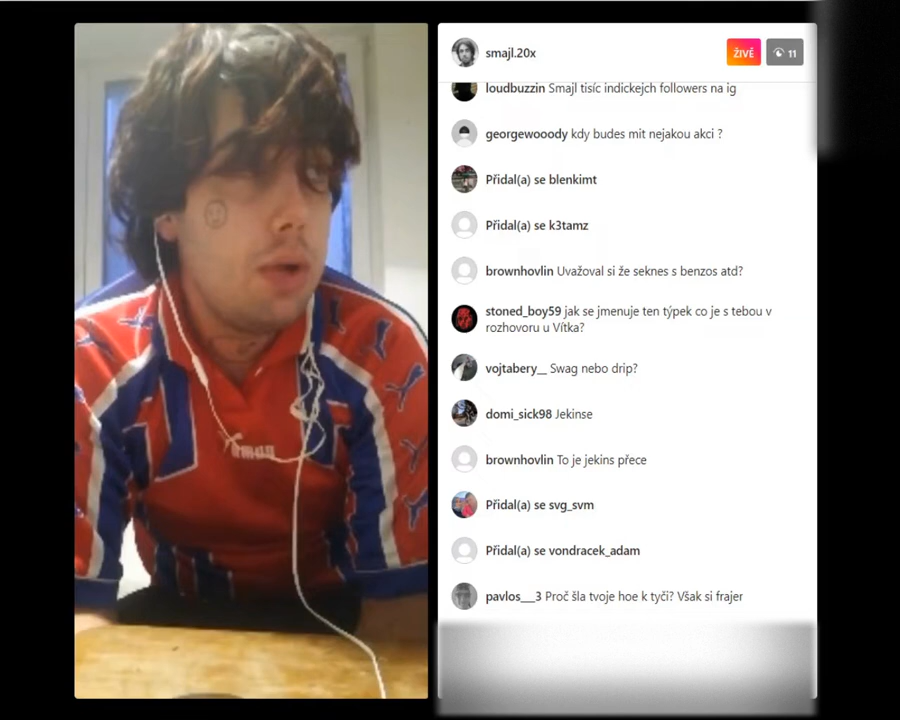 smajl.20x
ŽIVĚ
11
loudbuzzin Smajl tisíc indickejch followers na ig
georgewooody kdy budes mit nejakou akci ?
Přidal(a) se blenkimt
Přidal(a) se k3tamz
brownhovlin Uvažoval si že seknes s benzos atd?
stoned_boy59 jak se jmenuje ten týpek co je s tebou v
rozhovoru u Vítka?
vojtabery__ Swag nebo drip?
domi_sick98 Jekinse
brownhovlin To je jekins přece
Přidal(a) se svg_svm
Přidal(a) se vondracek_adam
pavlos___3 Proč šla tvoje hoe k tyči? Však si frajer
PUMA